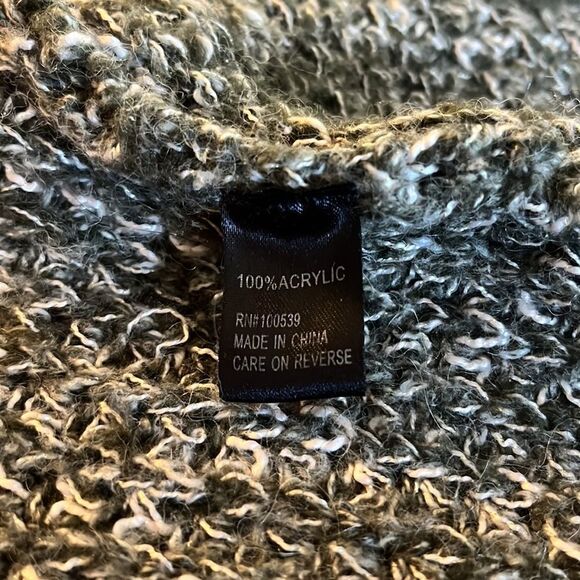 100%ACRYLIC
RN#100539
MADE IN CHINA
CARE ON REVERSE